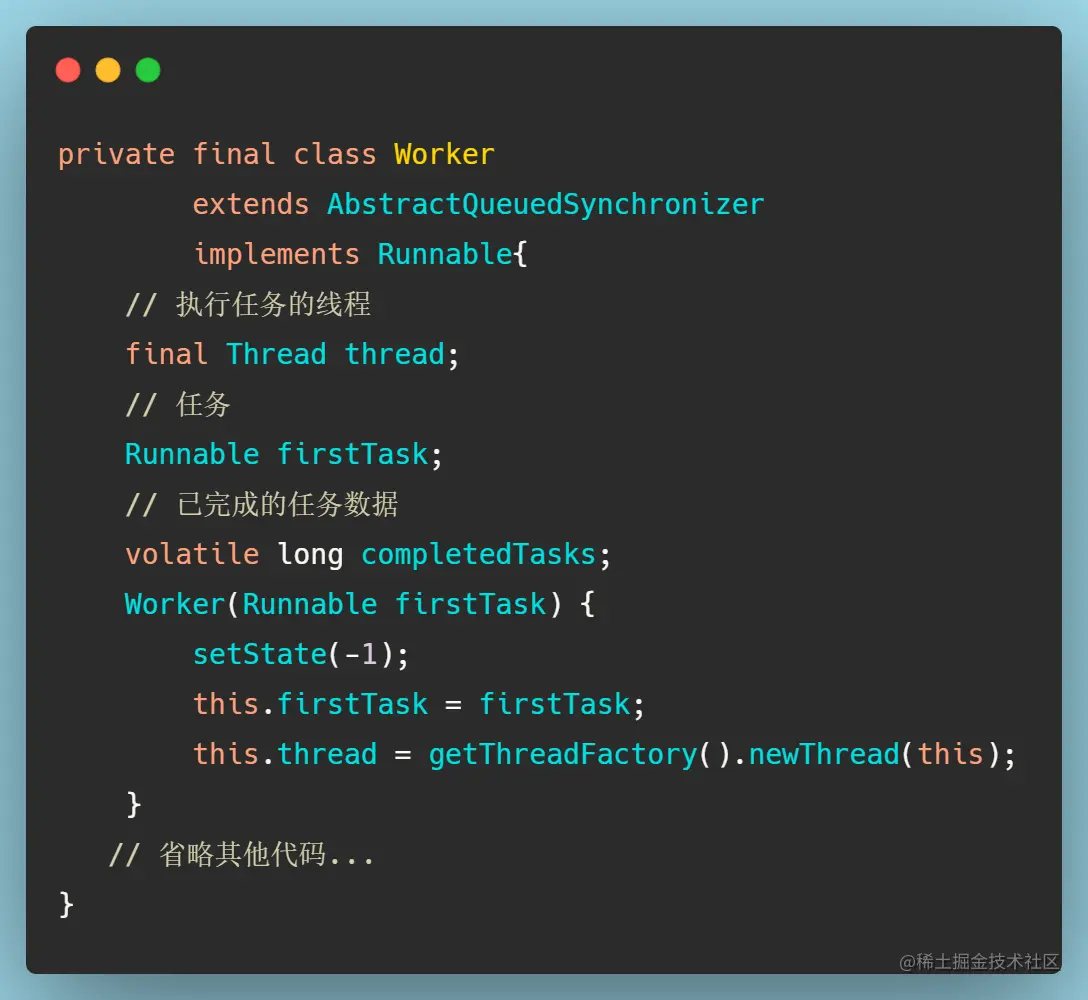 private final class Worker
        extends AbstractQueuedSynchronizer
        implements Runnable{
    // 执行任务的线程
    final Thread thread;
    // 任务
    Runnable firstTask;
    // 已完成的任务数据
    volatile long completedTasks;
    Worker(Runnable firstTask) {
        setState(-1);
        this.firstTask = firstTask;
        this.thread = getThreadFactory().newThread(this);
    }
   // 省略其他代码...
}
@稀土掘金技术社区